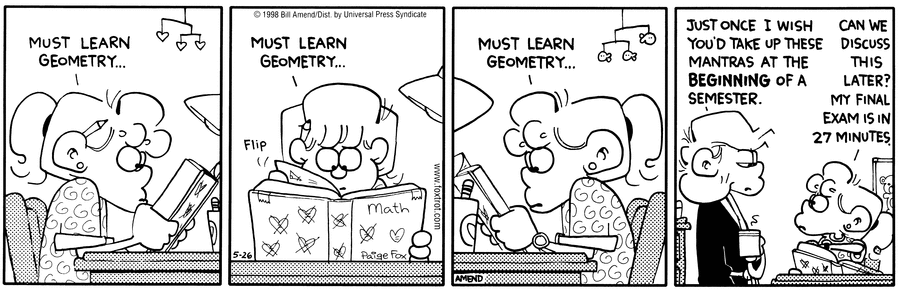 MUST LEARN
GEOMETRY...
© 1998 Bill Amend/Dist. by Universal Press Syndicate
MUST LEARN
GEOMETRY...
Flip
Math
Paige Fox
5-26
www.foxtrot.com
MUST LEARN
GEOMETRY...
AMEND
JUST ONCE I WISH
YOU'D TAKE UP THESE
MANTRAS AT THE
BEGINNING OF A
SEMESTER.
CAN WE
DISCUSS
THIS
LATER?
MY FINAL
EXAM IS IN
27 MINUTES.